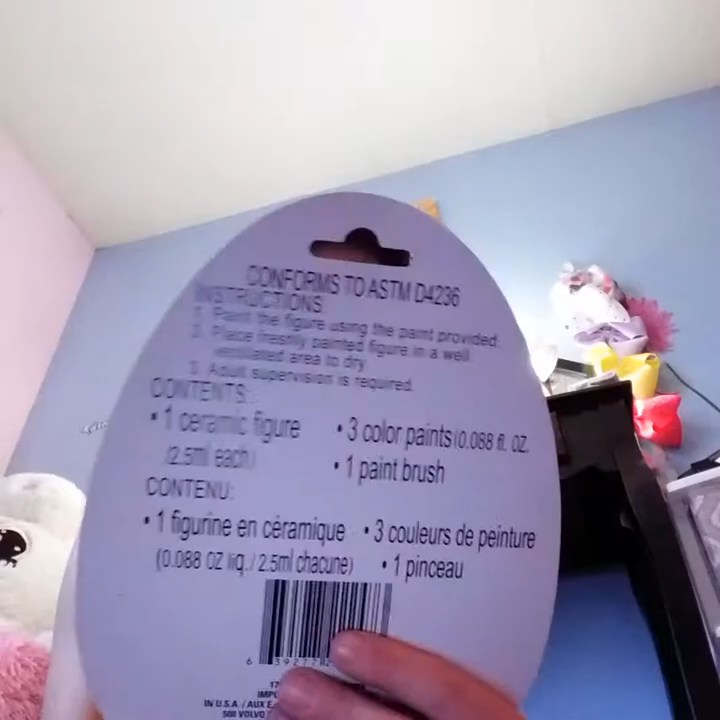 CONFORMS TO ASTM D4236
INSTRUCTIONS:
1. Paint the figure using the paint provided.
2. Place freshly painted figure in a well
ventilated area to dry
3. Adult supervision is required.
CONTENTS:
• 1 ceramic figure • 3 color paints (0.088 fl. oz.
/2.5ml each) • 1 paint brush
CONTENU:
• 1 figurine en céramique • 3 couleurs de peinture
(0.088 oz liq. / 2.5ml chacune) • 1 pinceau
IN U.S.A. / AUX
500 VOLVO